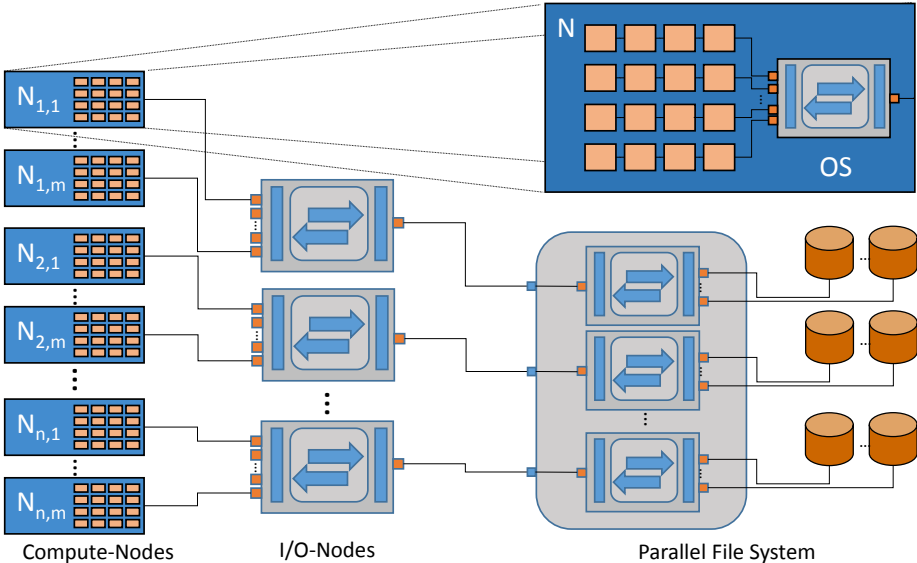 N
OS
N1,1
N1,m
N2,1
N2,m
Nn,1
Nn,m
Compute-Nodes
I/O-Nodes
Parallel File System